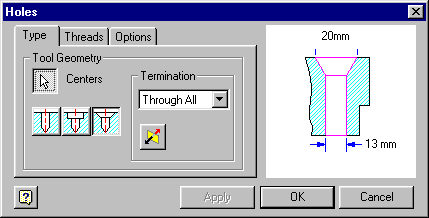 Holes
Type Threads Options
Tool Geometry
Centers
Termination
Through All
20mm
13 mm
?
Apply OK Cancel